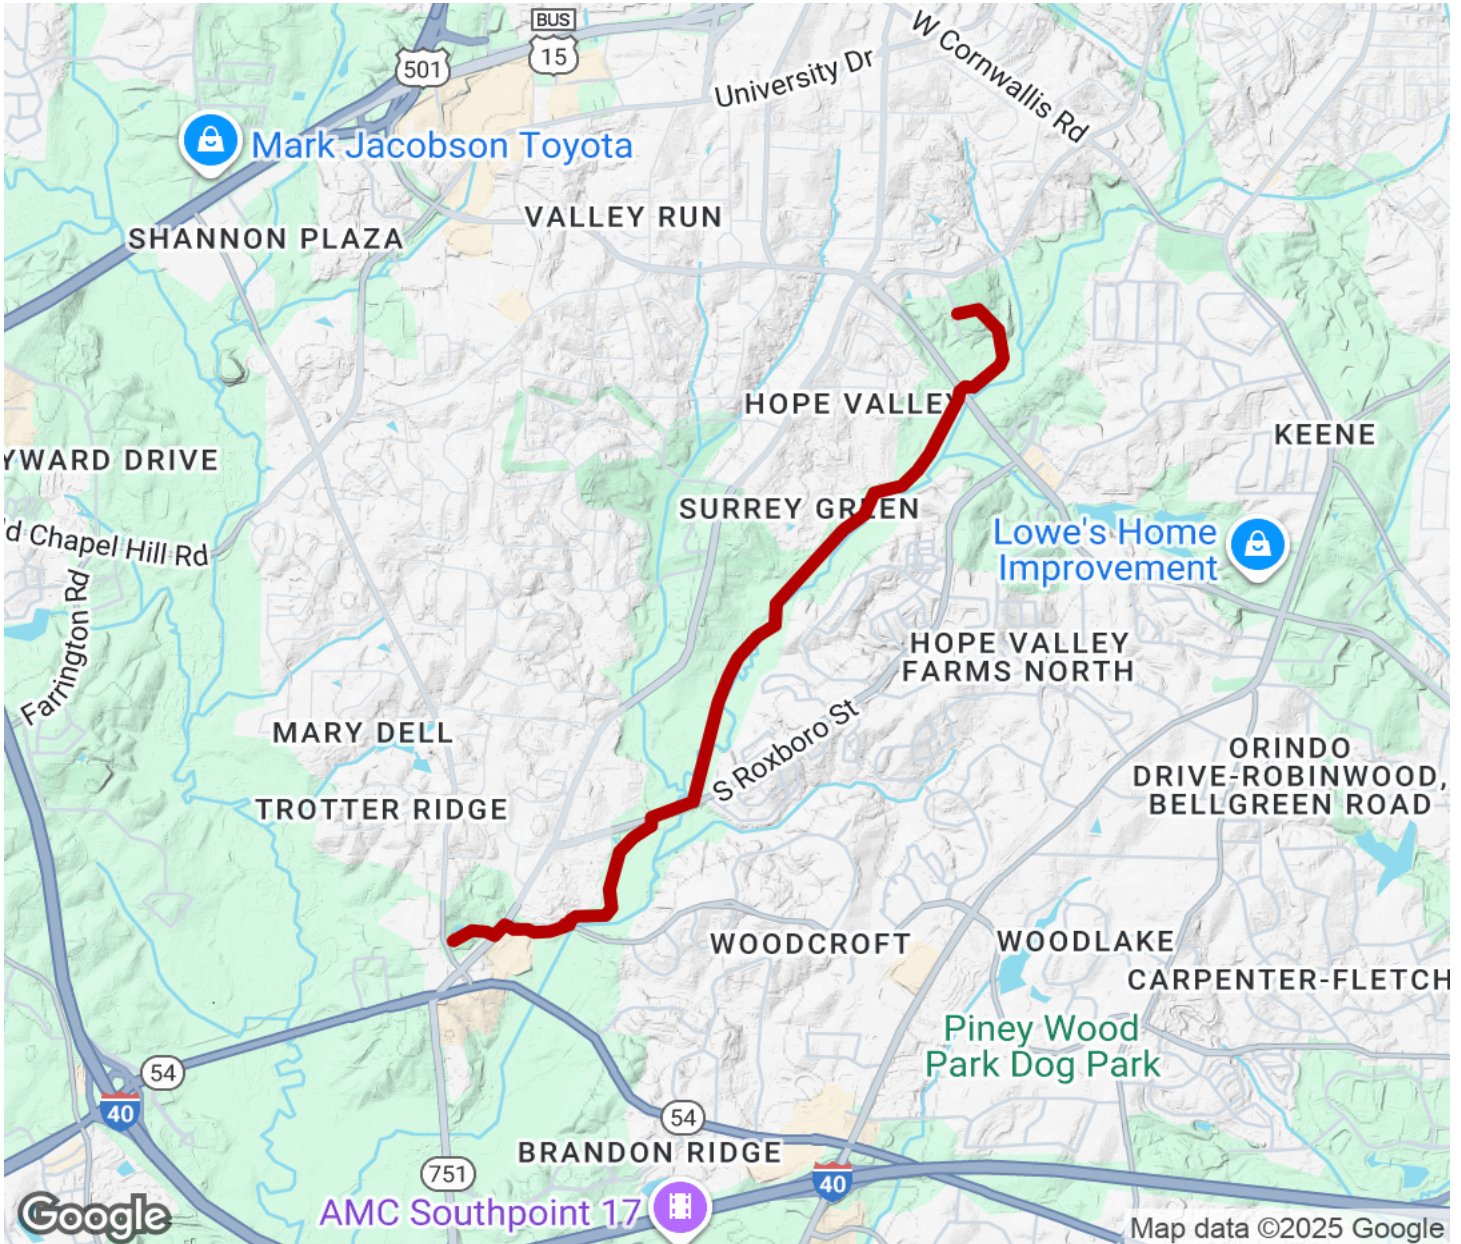 BUS
15
501
W Cornwallis Rd
University Dr
Mark Jacobson Toyota
VALLEY RUN
SHANNON PLAZA
HOPE VALLEY
KEENE
YWARD DRIVE
SURREY GREEN
Lowe's Home
Improvement
d Chapel Hill Rd
Farrington Rd
HOPE VALLEY
FARMS NORTH
MARY DELL
S Roxboro St
ORINDO
DRIVE-ROBINWOOD,
BELLGREEN ROAD
TROTTER RIDGE
WOODCROFT
WOODLAKE
CARPENTER-FLETCH
Piney Wood
Park Dog Park
54
40
54
BRANDON RIDGE
751
40
AMC Southpoint 17
Google
Map data ©2025 Google